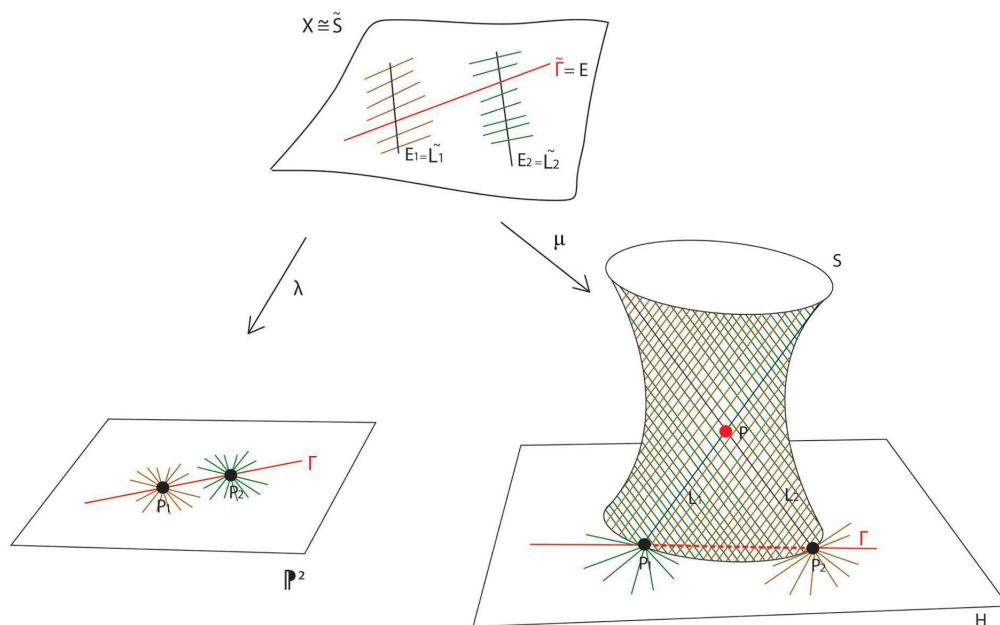 X ≅ S̃
Γ̃ = E
E₁ = L̃₁
E₂ = L̃₂
λ
μ
S
P
L₁
L₂
Γ
P₁
P₂
ℙ²
P₁
P₂
Γ
H